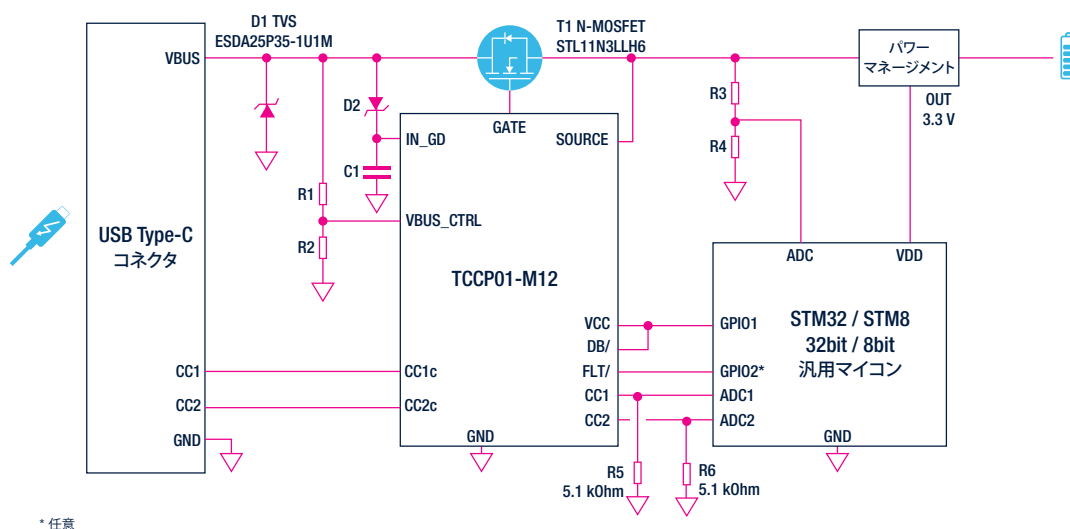 D1 TVS
ESDA25P35-1U1M
T1 N-MOSFET
STL11N3LLH6
VBUS
パワー
マネージメント
D2
R3
OUT
3.3 V
GATE
IN_GD
SOURCE
R4
C1
R1
VBUS_CTRL
R2
USB Type-C
コネクタ
TCCP01-M12
ADC
VDD
STM32 / STM8
32bit / 8bit
汎用マイコン
VCC
GPIO1
DB/
FLT/
GPIO2*
CC1
CC1c
CC1
ADC1
CC2
CC2c
CC2
ADC2
GND
GND
GND
R5
5.1 kOhm
R6
5.1 kOhm
* 任意